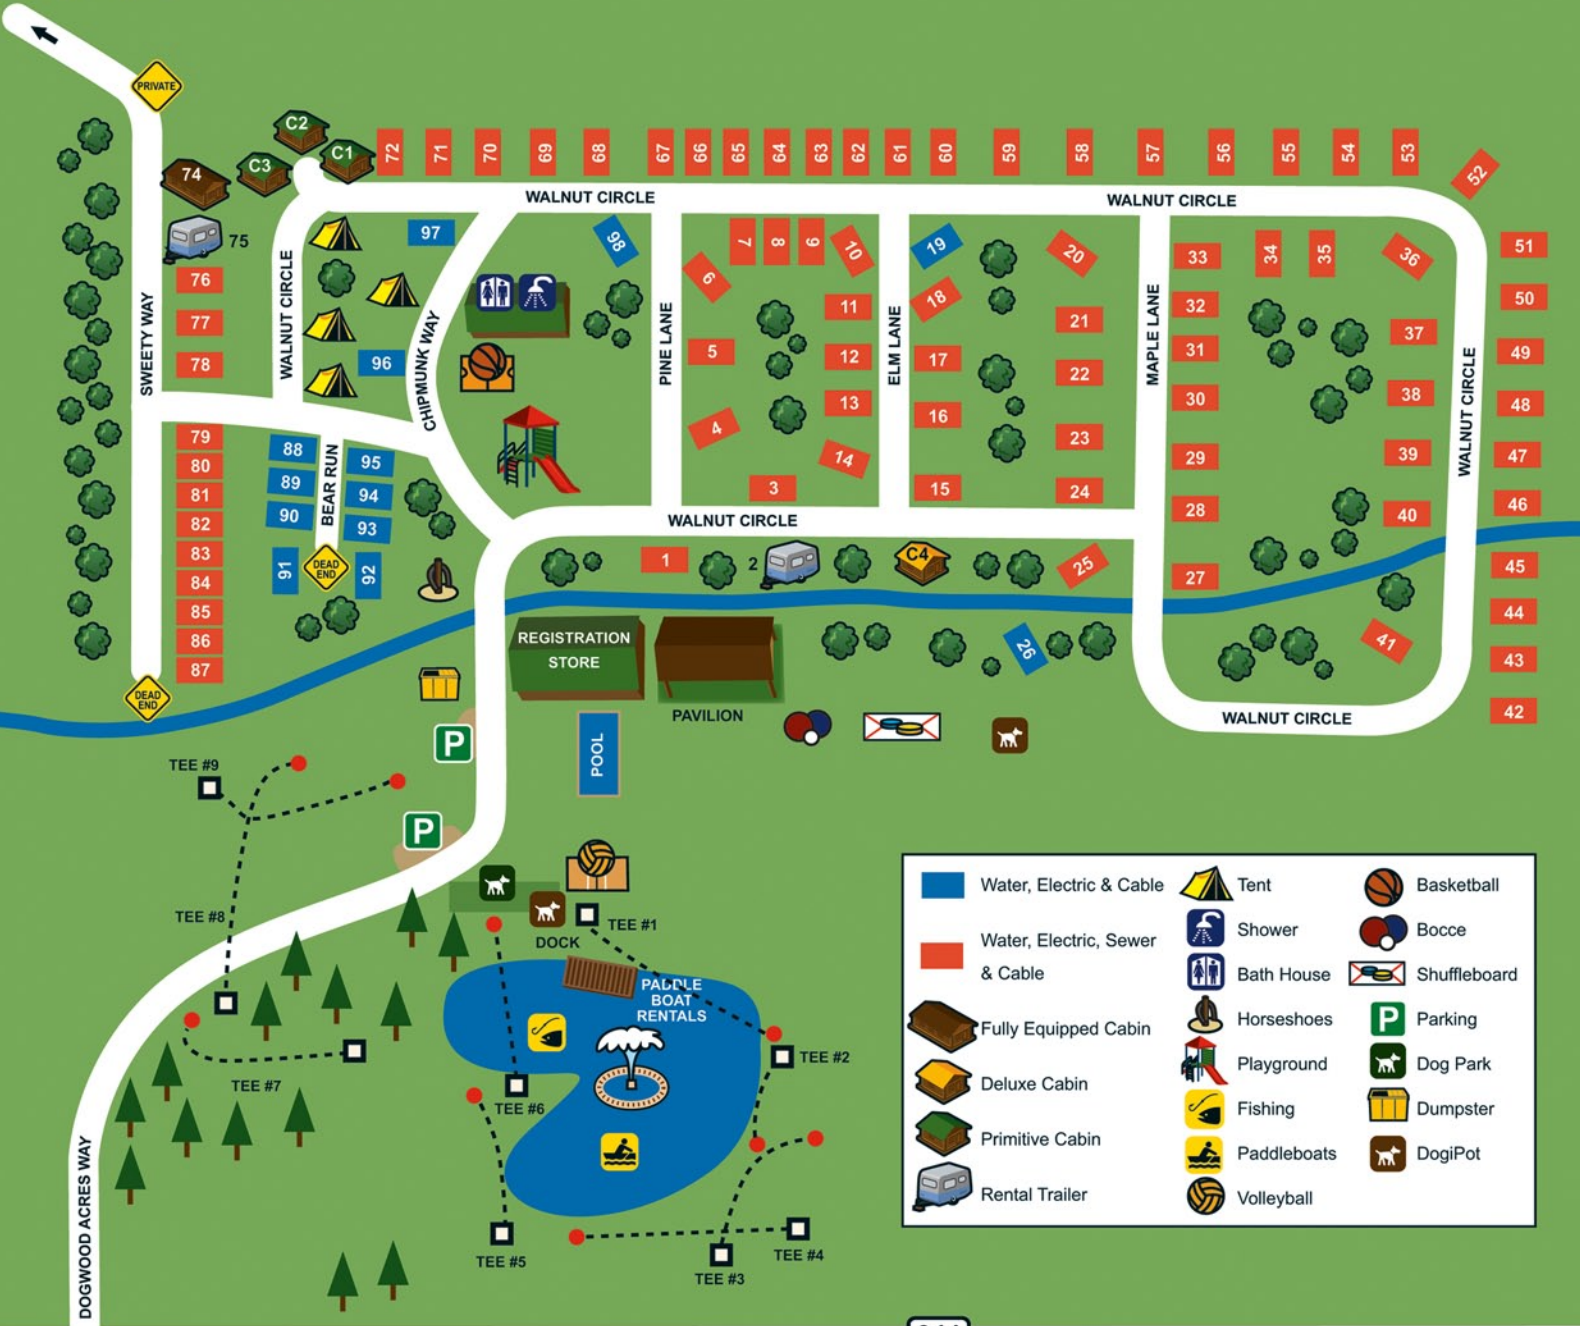 PRIVATE
C2
C1
C3
74
75
72
71
70
69
68
67
66
65
64
63
62
61
60
59
58
57
56
55
54
53
52
WALNUT CIRCLE
WALNUT CIRCLE
97
98
7
8
9
10
19
20
33
34
35
36
51
76
77
78
SWEETY WAY
WALNUT CIRCLE
96
CHIPMUNK WAY
PINE LANE
6
5
4
3
11
12
13
14
ELM LANE
18
17
16
15
21
22
23
24
MAPLE LANE
32
31
30
29
28
27
37
38
39
40
WALNUT CIRCLE
50
49
48
47
46
45
44
43
42
41
79
80
81
82
83
84
85
86
87
88
89
90
91
BEAR RUN
95
94
93
92
DEAD
END
DEAD
END
WALNUT CIRCLE
1
2
C4
25
26
WALNUT CIRCLE
REGISTRATION
STORE
PAVILION
POOL
P
P
TEE #9
TEE #8
TEE #7
DOCK
TEE #1
PADDLE
BOAT
RENTALS
TEE #2
TEE #6
TEE #5
TEE #4
TEE #3
DOGWOOD ACRES WAY
Water, Electric & Cable
Water, Electric, Sewer
& Cable
Fully Equipped Cabin
Deluxe Cabin
Primitive Cabin
Rental Trailer
Tent
Shower
Bath House
Horseshoes
Playground
Fishing
Paddleboats
Volleyball
Basketball
Bocce
Shuffleboard
P Parking
Dog Park
Dumpster
DogiPot